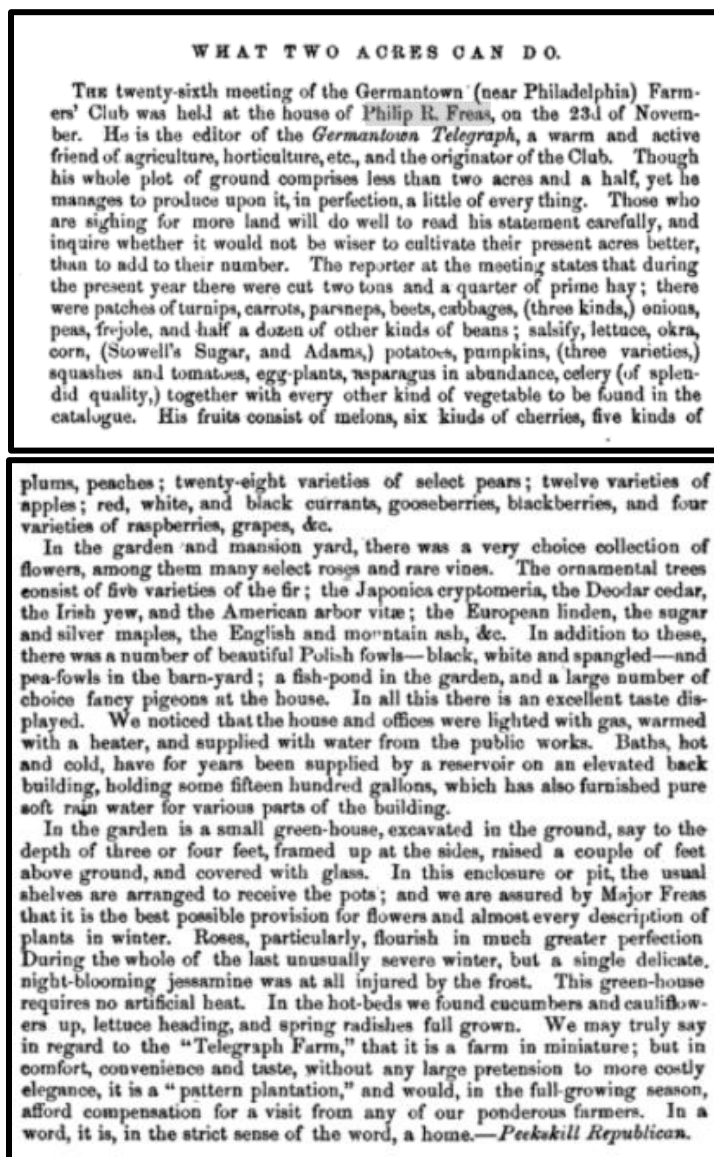 WHAT TWO ACRES CAN DO.
THE twenty-sixth meeting of the Germantown (near Philadelphia) Farm-
ers' Club was held at the house of Philip R. Freas, on the 23d of Novem-
ber. He is the editor of the Germantown Telegraph, a warm and active
friend of agriculture, horticulture, etc., and the originator of the Club. Though
his whole plot of ground comprises less than two acres and a half, yet he
manages to produce upon it, in perfection, a little of every thing. Those who
are sighing for more land will do well to read his statement carefully, and
inquire whether it would not be wiser to cultivate their present acres better,
than to add to their number. The reporter at the meeting states that during
the present year there were cut two tons and a quarter of prime hay; there
were patches of turnips, carrots, parsneps, beets, cabbages, (three kinds,) onions,
peas, frejole, and half a dozen of other kinds of beans; salsify, lettuce, okra,
corn, (Stowell's Sugar, and Adams,) potatoes, pumpkins, (three varieties,)
squashes and tomatoes, egg-plants, asparagus in abundance, celery (of splen-
did quality,) together with every other kind of vegetable to be found in the
catalogue. His fruits consist of melons, six kinds of cherries, five kinds of
plums, peaches; twenty-eight varieties of select pears; twelve varieties of
apples; red, white, and black currants, gooseberries, blackberries, and four
varieties of raspberries, grapes, &c.
In the garden and mansion yard, there was a very choice collection of
flowers, among them many select roses and rare vines. The ornamental trees
consist of five varieties of the fir; the Japonica cryptomeria, the Deodar cedar,
the Irish yew, and the American arbor vitæ; the European linden, the sugar
and silver maples, the English and mountain ash, &c. In addition to these,
there was a number of beautiful Polish fowls—black, white and spangled—and
pea-fowls in the barn-yard; a fish-pond in the garden, and a large number of
choice fancy pigeons at the house. In all this there is an excellent taste dis-
played. We noticed that the house and offices were lighted with gas, warmed
with a heater, and supplied with water from the public works. Baths, hot
and cold, have for years been supplied by a reservoir on an elevated back
building, holding some fifteen hundred gallons, which has also furnished pure
soft rain water for various parts of the building.
In the garden is a small green-house, excavated in the ground, say to the
depth of three or four feet, framed up at the sides, raised a couple of feet
above ground, and covered with glass. In this enclosure or pit, the usual
shelves are arranged to receive the pots; and we are assured by Major Freas
that it is the best possible provision for flowers and almost every description of
plants in winter. Roses, particularly, flourish in much greater perfection
During the whole of the last unusually severe winter, but a single delicate.
night-blooming jessamine was at all injured by the frost. This green-house
requires no artificial heat. In the hot-beds we found cucumbers and cauliflow-
ers up, lettuce heading, and spring radishes full grown. We may truly say
in regard to the "Telegraph Farm," that it is a farm in miniature; but in
comfort, convenience and taste, without any large pretension to more costly
elegance, it is a "pattern plantation," and would, in the full-growing season,
afford compensation for a visit from any of our ponderous farmers. In a
word, it is, in the strict sense of the word, a home.—Peekskill Republican.